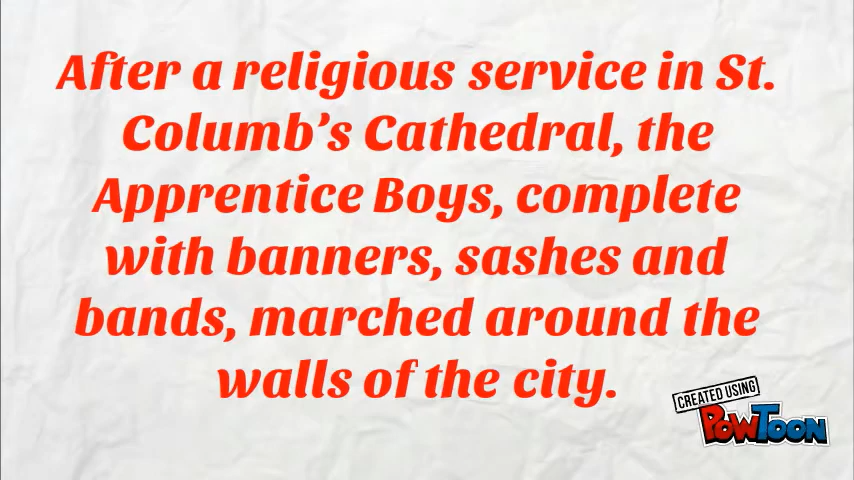 After a religious service in St.
Columb’s Cathedral, the
Apprentice Boys, complete
with banners, sashes and
bands, marched around the
walls of the city.
CREATED USING
POWTOON